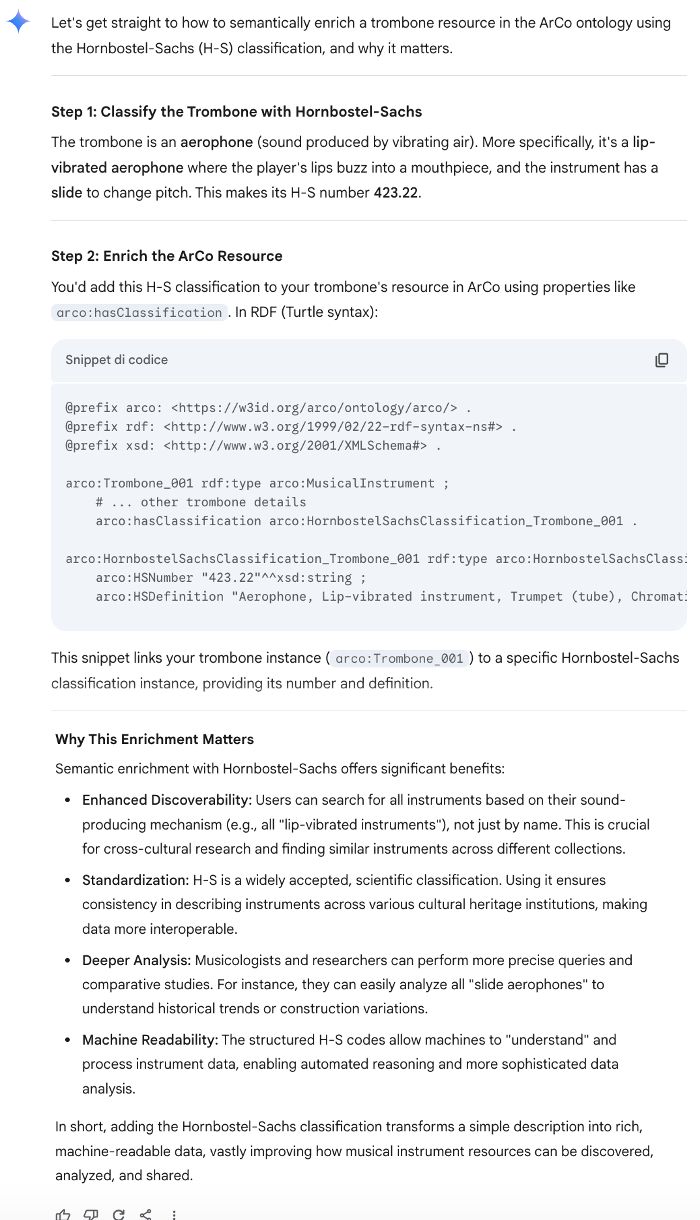 Let's get straight to how to semantically enrich a trombone resource in the ArCo ontology using
the Hornbostel-Sachs (H-S) classification, and why it matters.
Step 1: Classify the Trombone with Hornbostel-Sachs
The trombone is an aerophone (sound produced by vibrating air). More specifically, it's a lip-
vibrated aerophone where the player's lips buzz into a mouthpiece, and the instrument has a
slide to change pitch. This makes its H-S number 423.22.
Step 2: Enrich the ArCo Resource
You'd add this H-S classification to your trombone's resource in ArCo using properties like
arco:hasClassification . In RDF (Turtle syntax):
Snippet di codice
@prefix arco: <https://w3id.org/arco/ontology/arco/> .
@prefix rdf: <http://www.w3.org/1999/02/22-rdf-syntax-ns#> .
@prefix xsd: <http://www.w3.org/2001/XMLSchema#> .
arco:Trombone_001 rdf:type arco:MusicalInstrument ;
# ... other trombone details
arco:hasClassification arco:HornbostelSachsClassification_Trombone_001 .
arco:HornbostelSachsClassification_Trombone_001 rdf:type arco:HornbostelSachsClassi
arco:HSNumber "423.22"^^xsd:string ;
arco:HSDefinition "Aerophone, Lip-vibrated instrument, Trumpet (tube), Chromati
This snippet links your trombone instance ( arco:Trombone_001 ) to a specific Hornbostel-Sachs
classification instance, providing its number and definition.
Why This Enrichment Matters
Semantic enrichment with Hornbostel-Sachs offers significant benefits:
• Enhanced Discoverability: Users can search for all instruments based on their sound-
producing mechanism (e.g., all "lip-vibrated instruments"), not just by name. This is crucial
for cross-cultural research and finding similar instruments across different collections.
• Standardization: H-S is a widely accepted, scientific classification. Using it ensures
consistency in describing instruments across various cultural heritage institutions, making
data more interoperable.
• Deeper Analysis: Musicologists and researchers can perform more precise queries and
comparative studies. For instance, they can easily analyze all "slide aerophones" to
understand historical trends or construction variations.
• Machine Readability: The structured H-S codes allow machines to "understand" and
process instrument data, enabling automated reasoning and more sophisticated data
analysis.
In short, adding the Hornbostel-Sachs classification transforms a simple description into rich,
machine-readable data, vastly improving how musical instrument resources can be discovered,
analyzed, and shared.